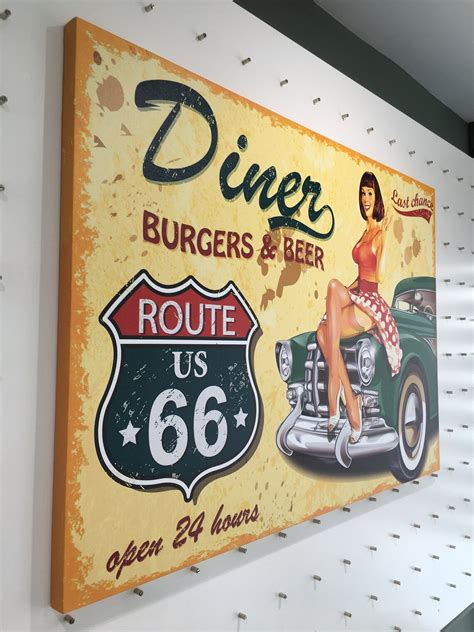 Diner
Last chance
BURGERS & BEER
ROUTE
US
66
open 24 hours